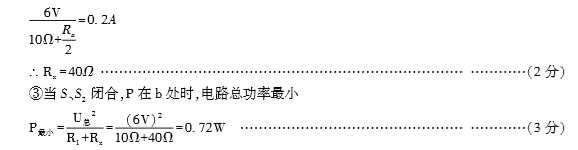 6V / (10Ω+Rx/2) =0.2A
∴ Rx =40Ω ………………………………………………………………… …………(2 分)
③当 S、S2 闭合,P 在 b 处时,电路总功率最小
P最小=U总²/(R1+Rx)=(6V)²/(10Ω+40Ω)=0.72W ……………………………………… …………(3 分)